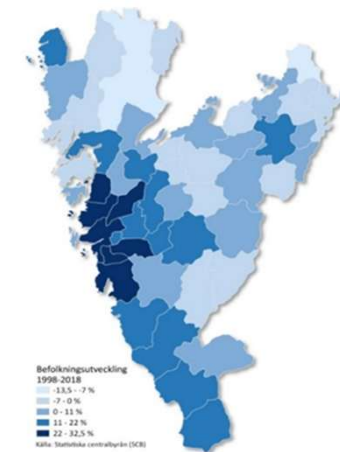 Befolkningsutveckling
1998-2018
-13,5 - -7 %
-7 - 0 %
0 - 11 %
11 - 22 %
22 - 32,5 %
Källa: Statistiska centralbyrån (SCB)